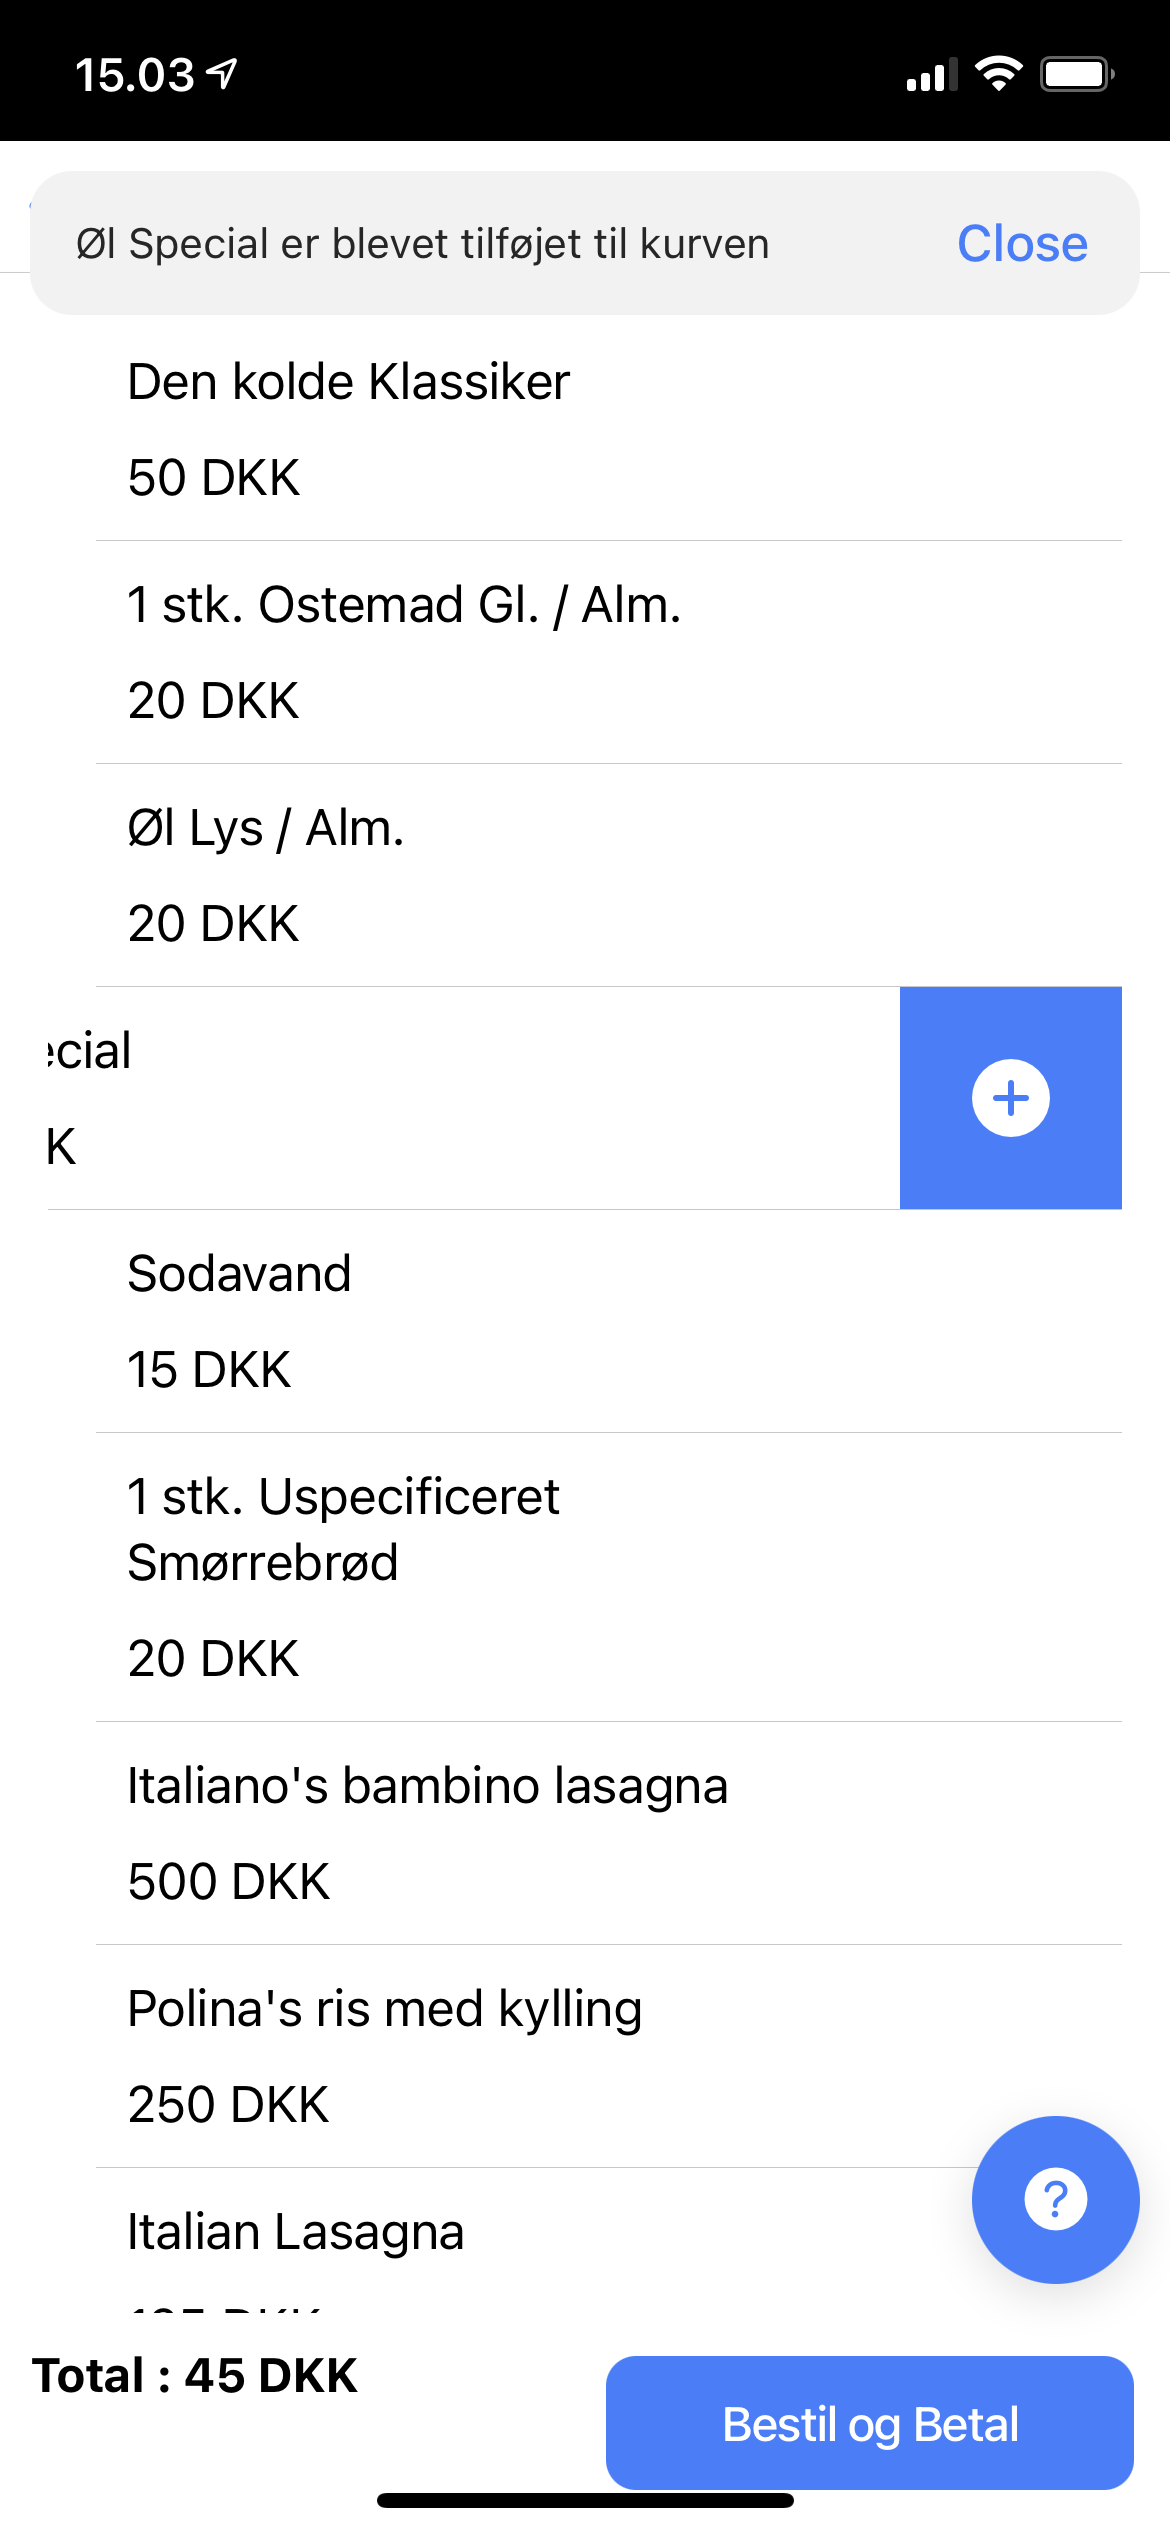 15.03
Øl Special er blevet tilføjet til kurven
Close
Den kolde Klassiker
50 DKK
1 stk. Ostemad Gl. / Alm.
20 DKK
Øl Lys / Alm.
20 DKK
cial
K
Sodavand
15 DKK
1 stk. Uspecificeret
Smørrebrød
20 DKK
Italiano's bambino lasagna
500 DKK
Polina's ris med kylling
250 DKK
Italian Lasagna
Total : 45 DKK
Bestil og Betal